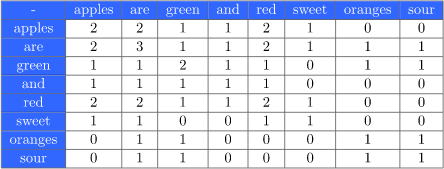 - apples are green and red sweet oranges sour
apples 2 2 1 1 2 1 0 0
are 2 3 1 1 2 1 1 1
green 1 1 2 1 1 0 1 1
and 1 1 1 1 1 0 0 0
red 2 2 1 1 2 1 0 0
sweet 1 1 0 0 1 1 0 0
oranges 0 1 1 0 0 0 1 1
sour 0 1 1 0 0 0 1 1